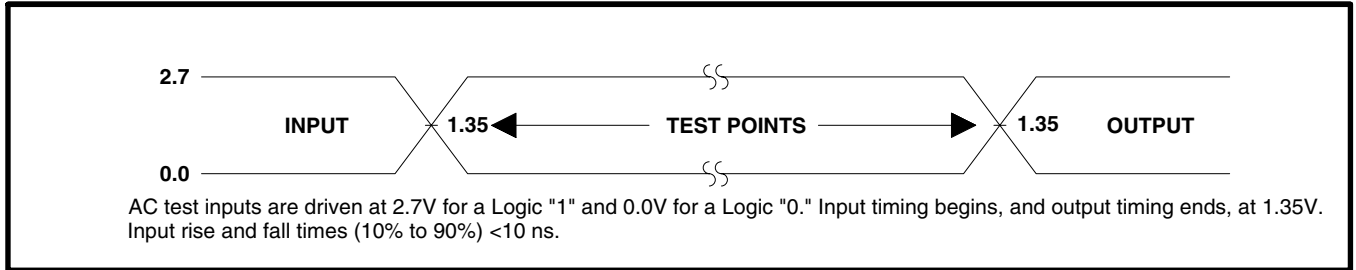 2.7
INPUT 1.35 TEST POINTS 1.35 OUTPUT
0.0
AC test inputs are driven at 2.7V for a Logic "1" and 0.0V for a Logic "0." Input timing begins, and output timing ends, at 1.35V.
Input rise and fall times (10% to 90%) <10 ns.